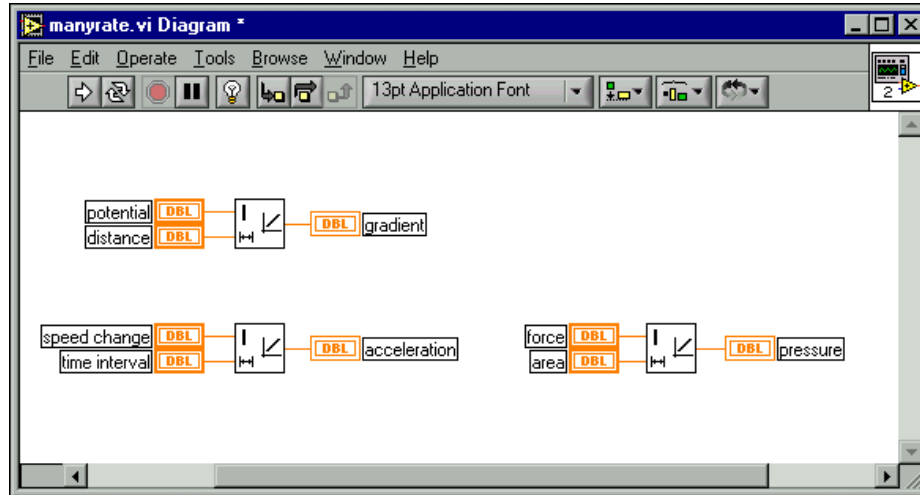 manyrate.vi Diagram *
File Edit Operate Tools Browse Window Help
13pt Application Font
2
potential DBL
distance DBL
DBL gradient
speed change DBL
time interval DBL
DBL acceleration
force DBL
area DBL
DBL pressure